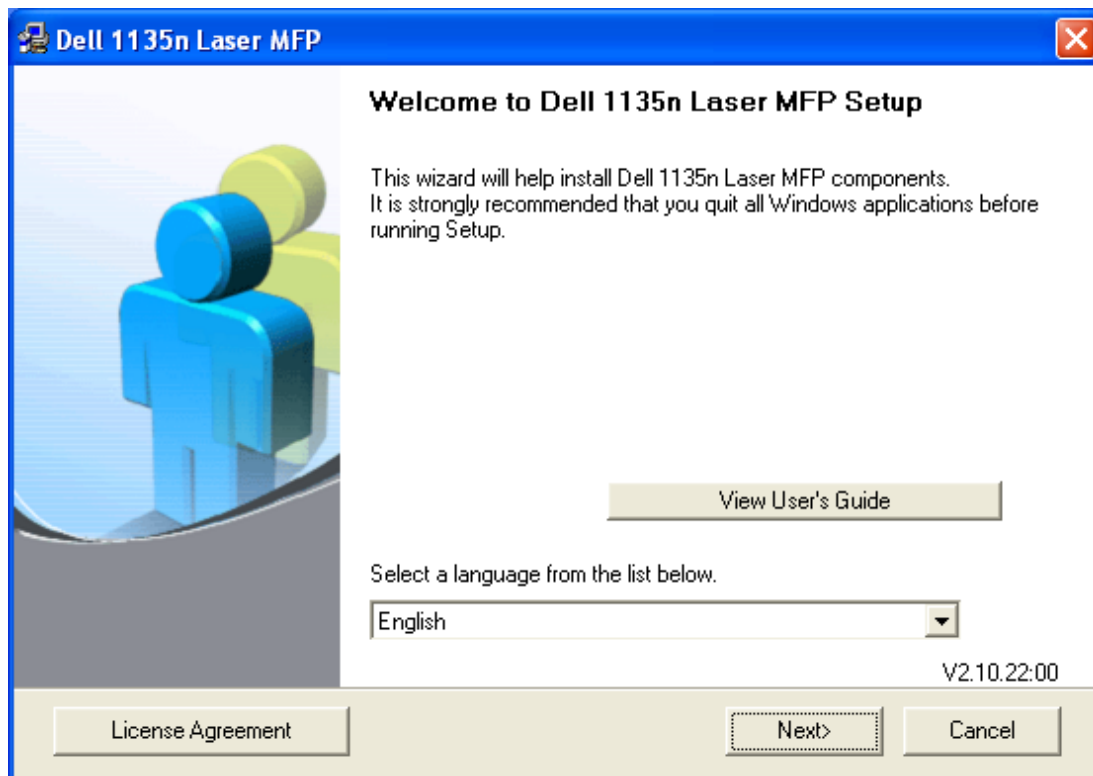 Dell 1135n Laser MFP
Welcome to Dell 1135n Laser MFP Setup
This wizard will help install Dell 1135n Laser MFP components.
It is strongly recommended that you quit all Windows applications before
running Setup.
View User's Guide
Select a language from the list below.
English
V2.10.22:00
License Agreement
Next>
Cancel